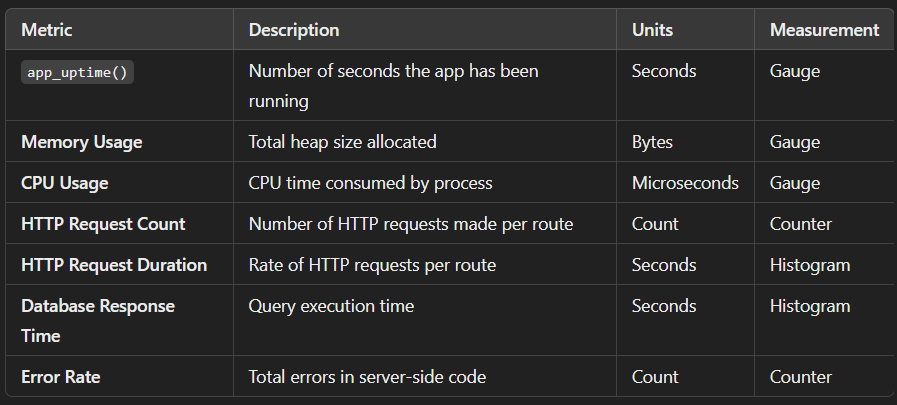 Metric Description Units Measurement
app_uptime() Number of seconds the app has been Seconds Gauge
running
Memory Usage Total heap size allocated Bytes Gauge
CPU Usage CPU time consumed by process Microseconds Gauge
HTTP Request Count Number of HTTP requests made per route Count Counter
HTTP Request Duration Rate of HTTP requests per route Seconds Histogram
Database Response Query execution time Seconds Histogram
Time
Error Rate Total errors in server-side code Count Counter